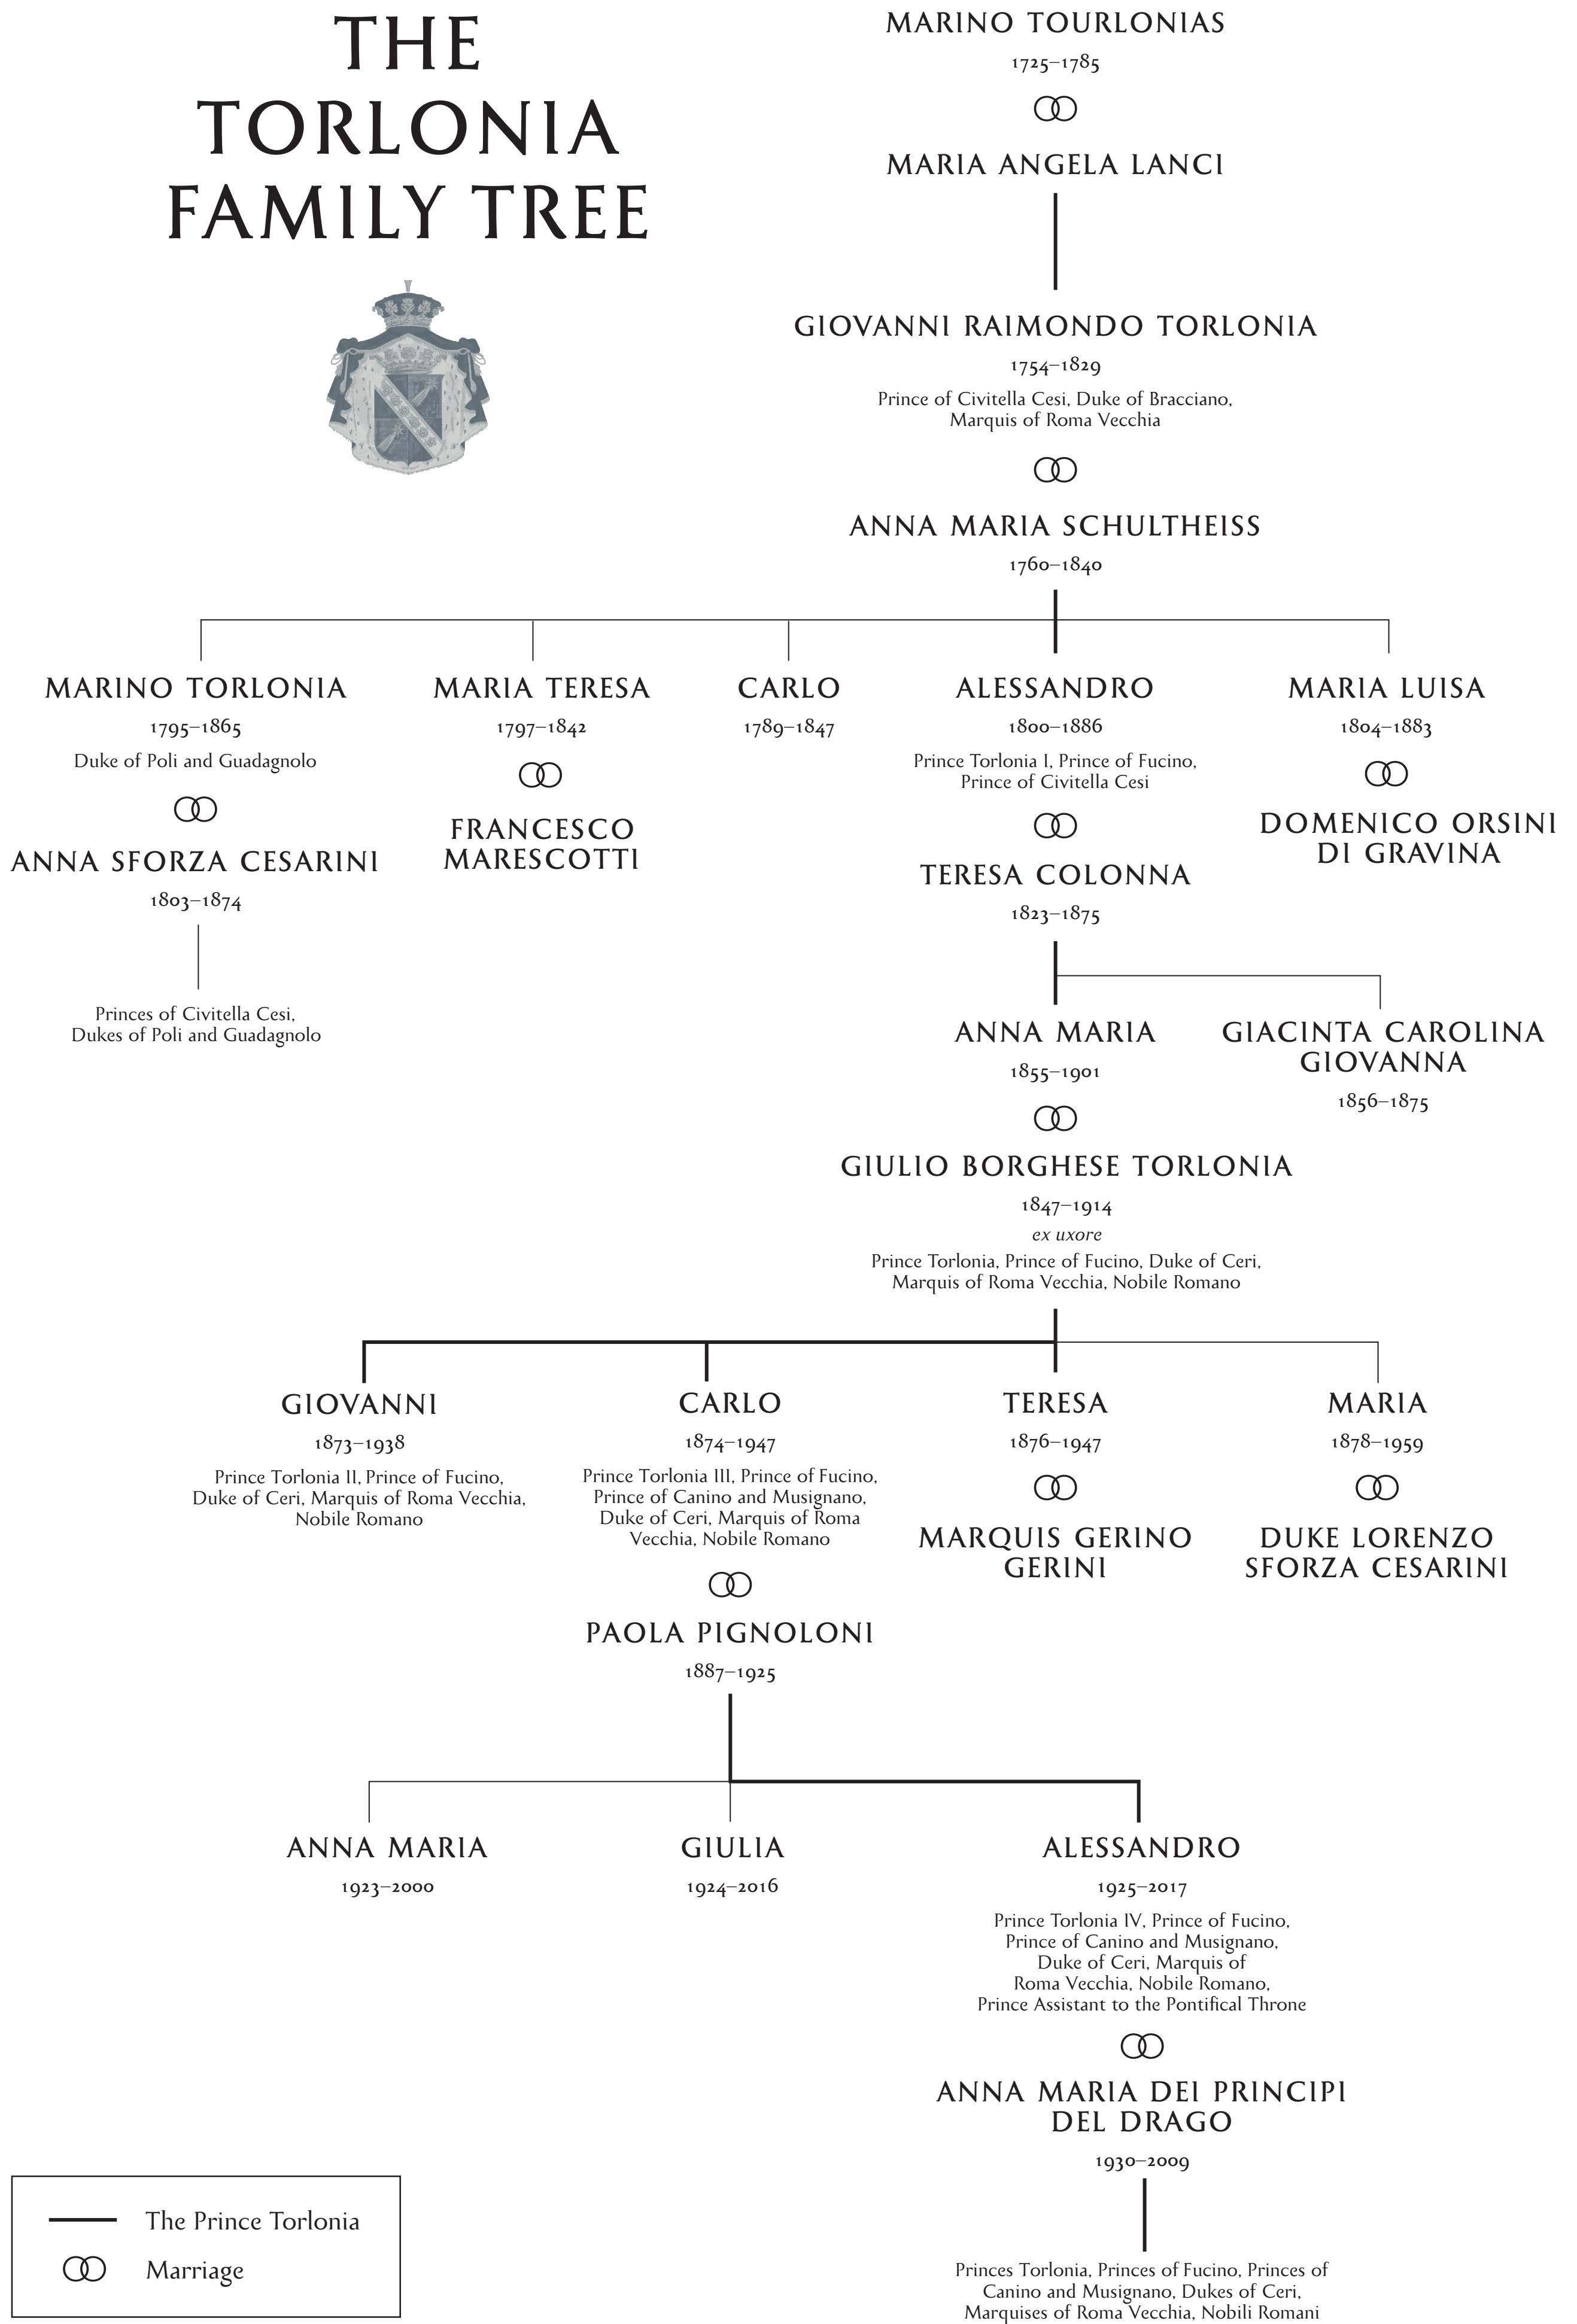 THE
TORLONIA
FAMILY TREE
MARINO TOURLONIAS
1725–1785
MARIA ANGELA LANCI
GIOVANNI RAIMONDO TORLONIA
1754–1829
Prince of Civitella Cesi, Duke of Bracciano,
Marquis of Roma Vecchia
ANNA MARIA SCHULTHEISS
1760–1840
MARINO TORLONIA
1795–1865
Duke of Poli and Guadagnolo
ANNA SFORZA CESARINI
1803–1874
Princes of Civitella Cesi,
Dukes of Poli and Guadagnolo
MARIA TERESA
1797–1842
FRANCESCO
MARESCOTTI
CARLO
1789–1847
ALESSANDRO
1800–1886
Prince Torlonia I, Prince of Fucino,
Prince of Civitella Cesi
TERESA COLONNA
1823–1875
MARIA LUISA
1804–1883
DOMENICO ORSINI
DI GRAVINA
ANNA MARIA
1855–1901
GIULIO BORGHESE TORLONIA
1847–1914
ex uxore
Prince Torlonia, Prince of Fucino, Duke of Ceri,
Marquis of Roma Vecchia, Nobile Romano
GIACINTA CAROLINA
GIOVANNA
1856–1875
GIOVANNI
1873–1938
Prince Torlonia II, Prince of Fucino,
Duke of Ceri, Marquis of Roma Vecchia,
Nobile Romano
CARLO
1874–1947
Prince Torlonia III, Prince of Fucino,
Prince of Canino and Musignano,
Duke of Ceri, Marquis of Roma
Vecchia, Nobile Romano
PAOLA PIGNOLONI
1887–1925
TERESA
1876–1947
MARQUIS GERINO
GERINI
MARIA
1878–1959
DUKE LORENZO
SFORZA CESARINI
ANNA MARIA
1923–2000
GIULIA
1924–2016
ALESSANDRO
1925–2017
Prince Torlonia IV, Prince of Fucino,
Prince of Canino and Musignano,
Duke of Ceri, Marquis of
Roma Vecchia, Nobile Romano,
Prince Assistant to the Pontifical Throne
ANNA MARIA DEI PRINCIPI
DEL DRAGO
1930–2009
Princes Torlonia, Princes of Fucino, Princes of
Canino and Musignano, Dukes of Ceri,
Marquises of Roma Vecchia, Nobili Romani
The Prince Torlonia
Marriage